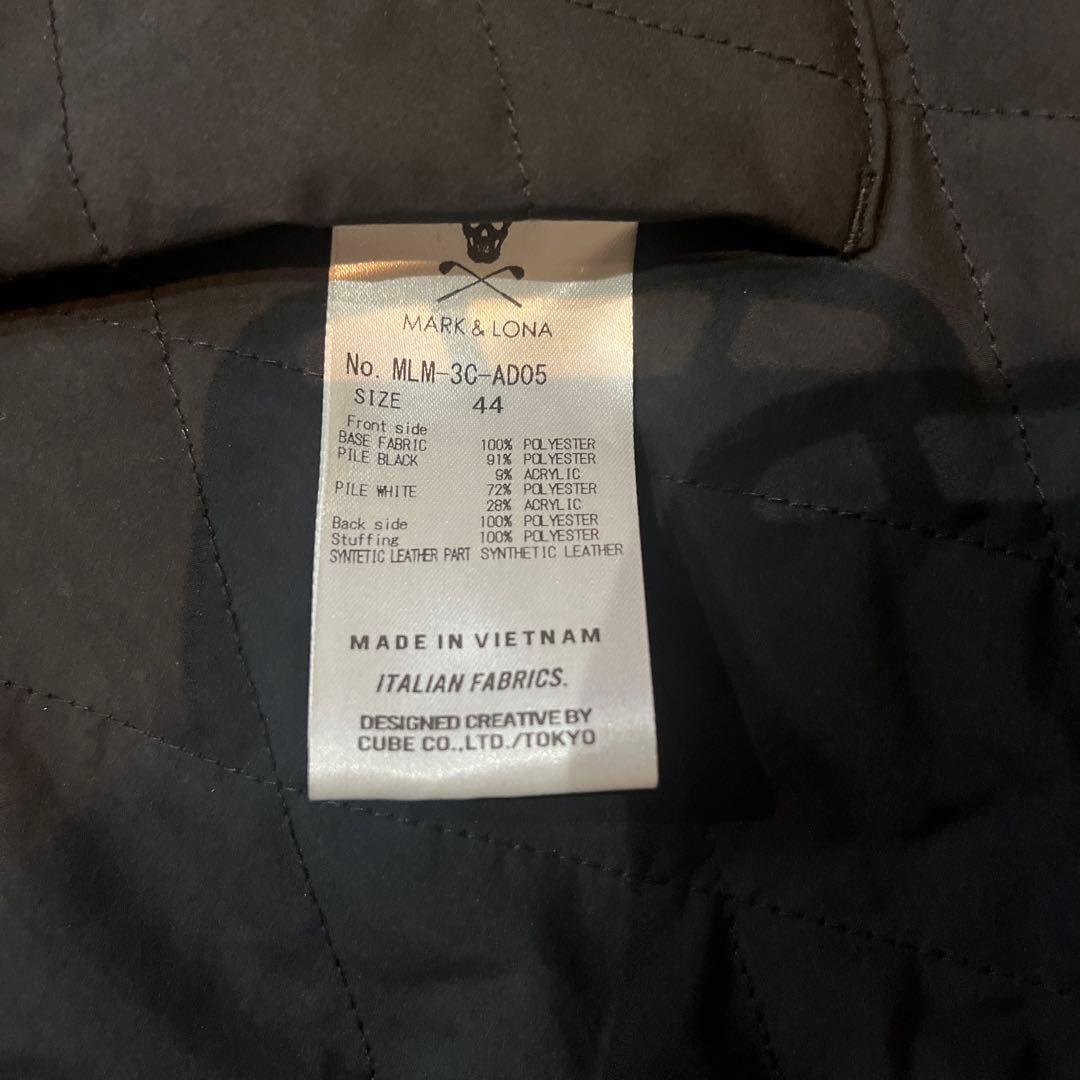 MARK & LONA
No. MLM-3C-AD05
SIZE 44
Front side
BASE FABRIC 100% POLYESTER
PILE BLACK 91% POLYESTER
9% ACRYLIC
PILE WHITE 72% POLYESTER
28% ACRYLIC
Back side 100% POLYESTER
Stuffing 100% POLYESTER
SYNTETIC LEATHER PART SYNTHETIC LEATHER
MADE IN VIETNAM
ITALIAN FABRICS.
DESIGNED CREATIVE BY
CUBE CO.,LTD./TOKYO